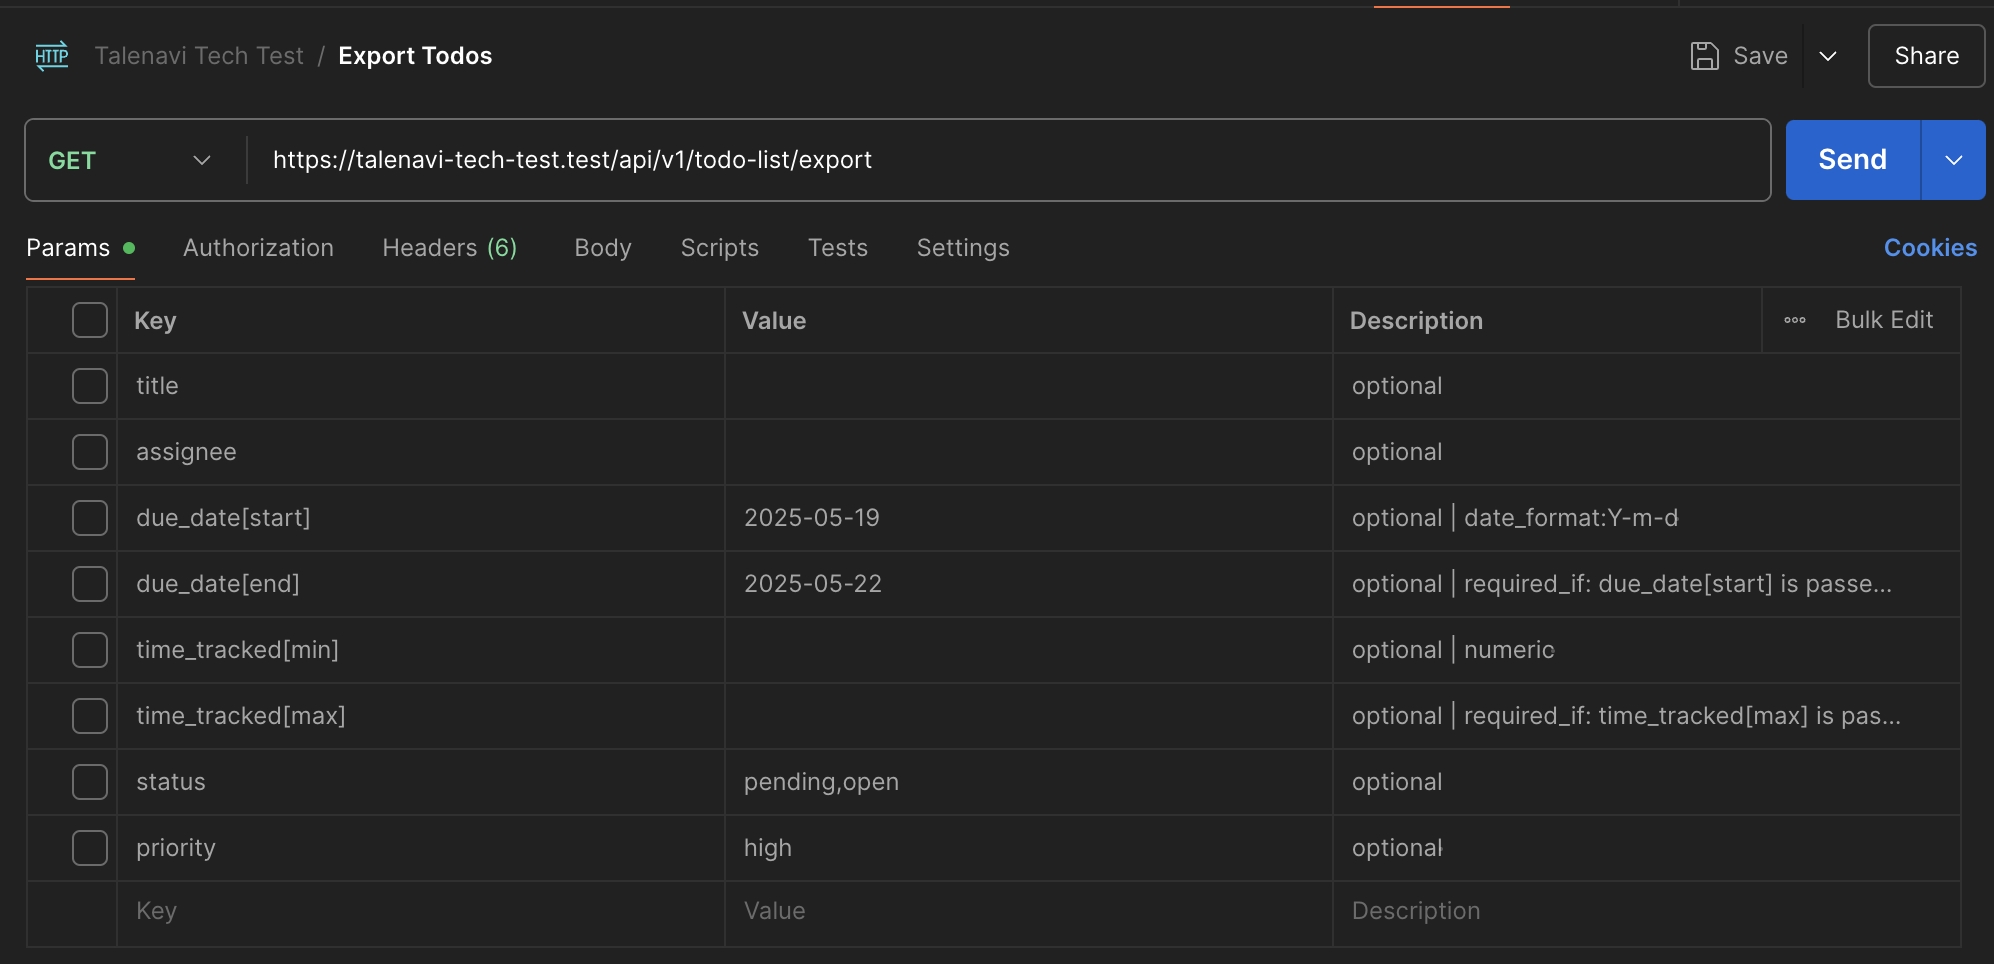 HTTP Talenavi Tech Test / Export Todos Save Share
GET https://talenavi-tech-test.test/api/v1/todo-list/export Send
Params Authorization Headers (6) Body Scripts Tests Settings Cookies
Key Value Description Bulk Edit
title optional
assignee optional
due_date[start] 2025-05-19 optional | date_format:Y-m-d
due_date[end] 2025-05-22 optional | required_if: due_date[start] is passe...
time_tracked[min] optional | numeric
time_tracked[max] optional | required_if: time_tracked[max] is pas...
status pending,open optional
priority high optional
Key Value Description